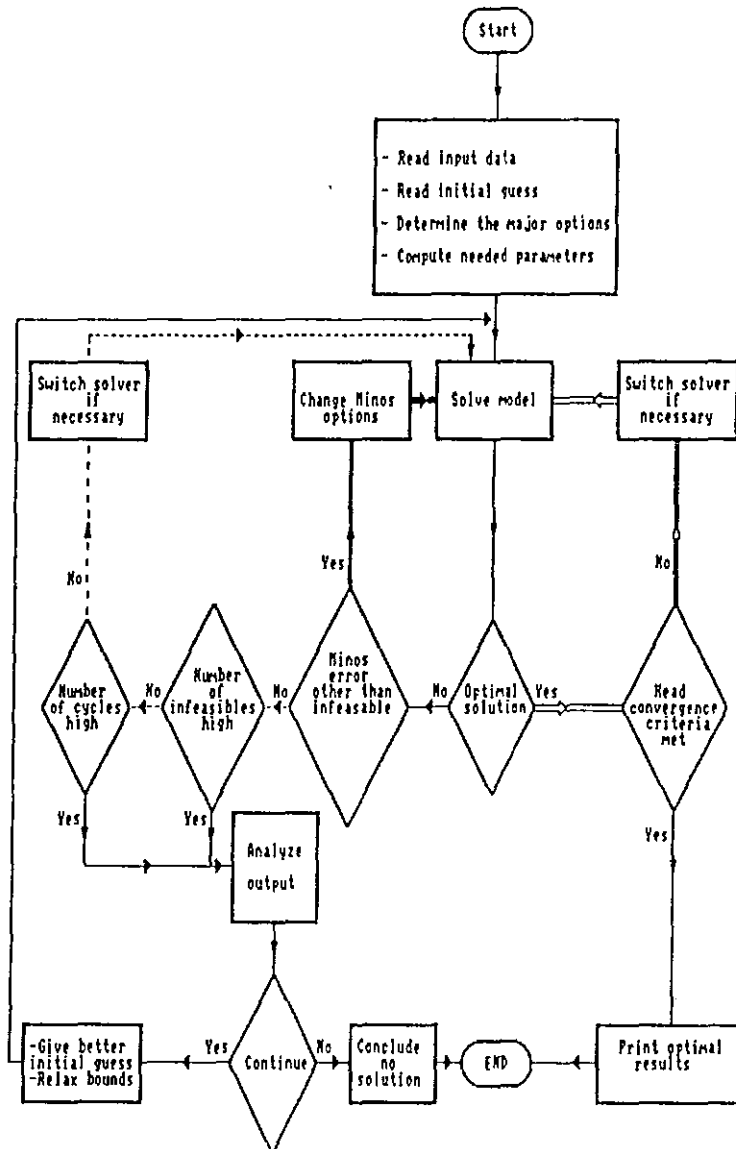 Start
- Read input data
- Read initial guess
- Determine the major options
- Compute needed parameters
Switch solver
if
necessary
Change Minos
options
Solve model
Switch solver
if
necessary
No
Yes
No
Number
of cycles
high
No
Number
of
infeasibles
high
No
Minos
error
other than
infeasable
No
Optimal
solution
Yes
Read
convergence
criteria
met
Yes
Yes
Yes
Analyze
output
-Give better
initial guess
-Relax bounds
Yes
Continue
No
Conclude
no
solution
END
Print optimal
results